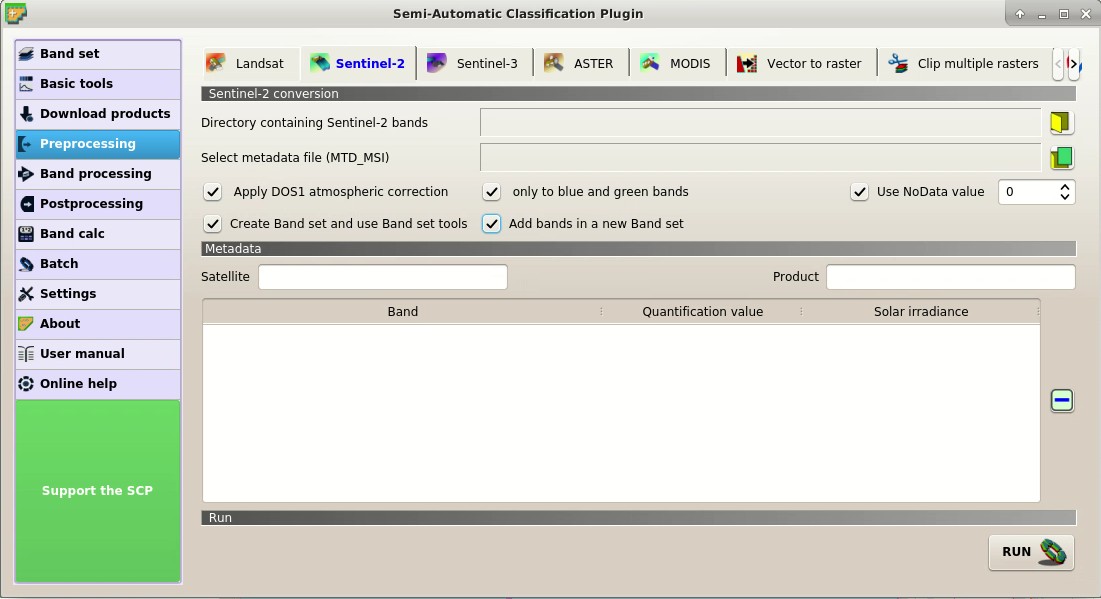 Semi-Automatic Classification Plugin
Band set
Basic tools
Download products
Preprocessing
Band processing
Postprocessing
Band calc
Batch
Settings
About
User manual
Online help
Support the SCP
Landsat
Sentinel-2
Sentinel-3
ASTER
MODIS
Vector to raster
Clip multiple rasters
Sentinel-2 conversion
Directory containing Sentinel-2 bands
Select metadata file (MTD_MSI)
Apply DOS1 atmospheric correction
only to blue and green bands
Use NoData value
0
Create Band set and use Band set tools
Add bands in a new Band set
Metadata
Satellite
Product
Band
Quantification value
Solar irradiance
Run
RUN